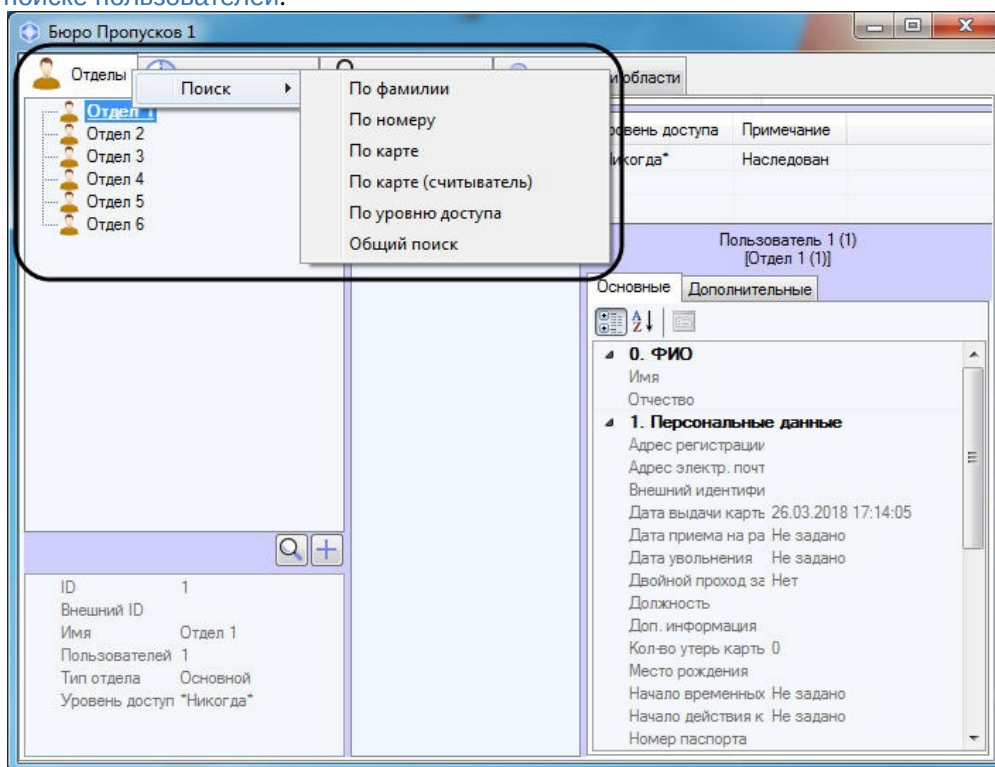 поиске пользователей.
Бюро Пропусков 1
Отделы
и области
Поиск
По фамилии
По номеру
По карте
По карте (считыватель)
По уровню доступа
Общий поиск
Отдел 1
Отдел 2
Отдел 3
Отдел 4
Отдел 5
Отдел 6
доступа Примечание
Наследован
Пользователь 1 (1)
[Отдел 1 (1)]
Основные Дополнительные
0. ФИО
Имя
Отчество
1. Персональные данные
Адрес регистрации
Адрес электр. почт
Внешний идентифи
Дата выдачи карть 26.03.2018 17:14:05
Дата приема на ра Не задано
Дата увольнения Не задано
Двойной проход за Нет
Должность
Доп. информация
Кол-во утерь карть 0
Место рождения
Начало временных Не задано
Начало действия к Не задано
Номер паспорта
ID 1
Внешний ID
Имя Отдел 1
Пользователей 1
Тип отдела Основной
Уровень доступ *Никогда*